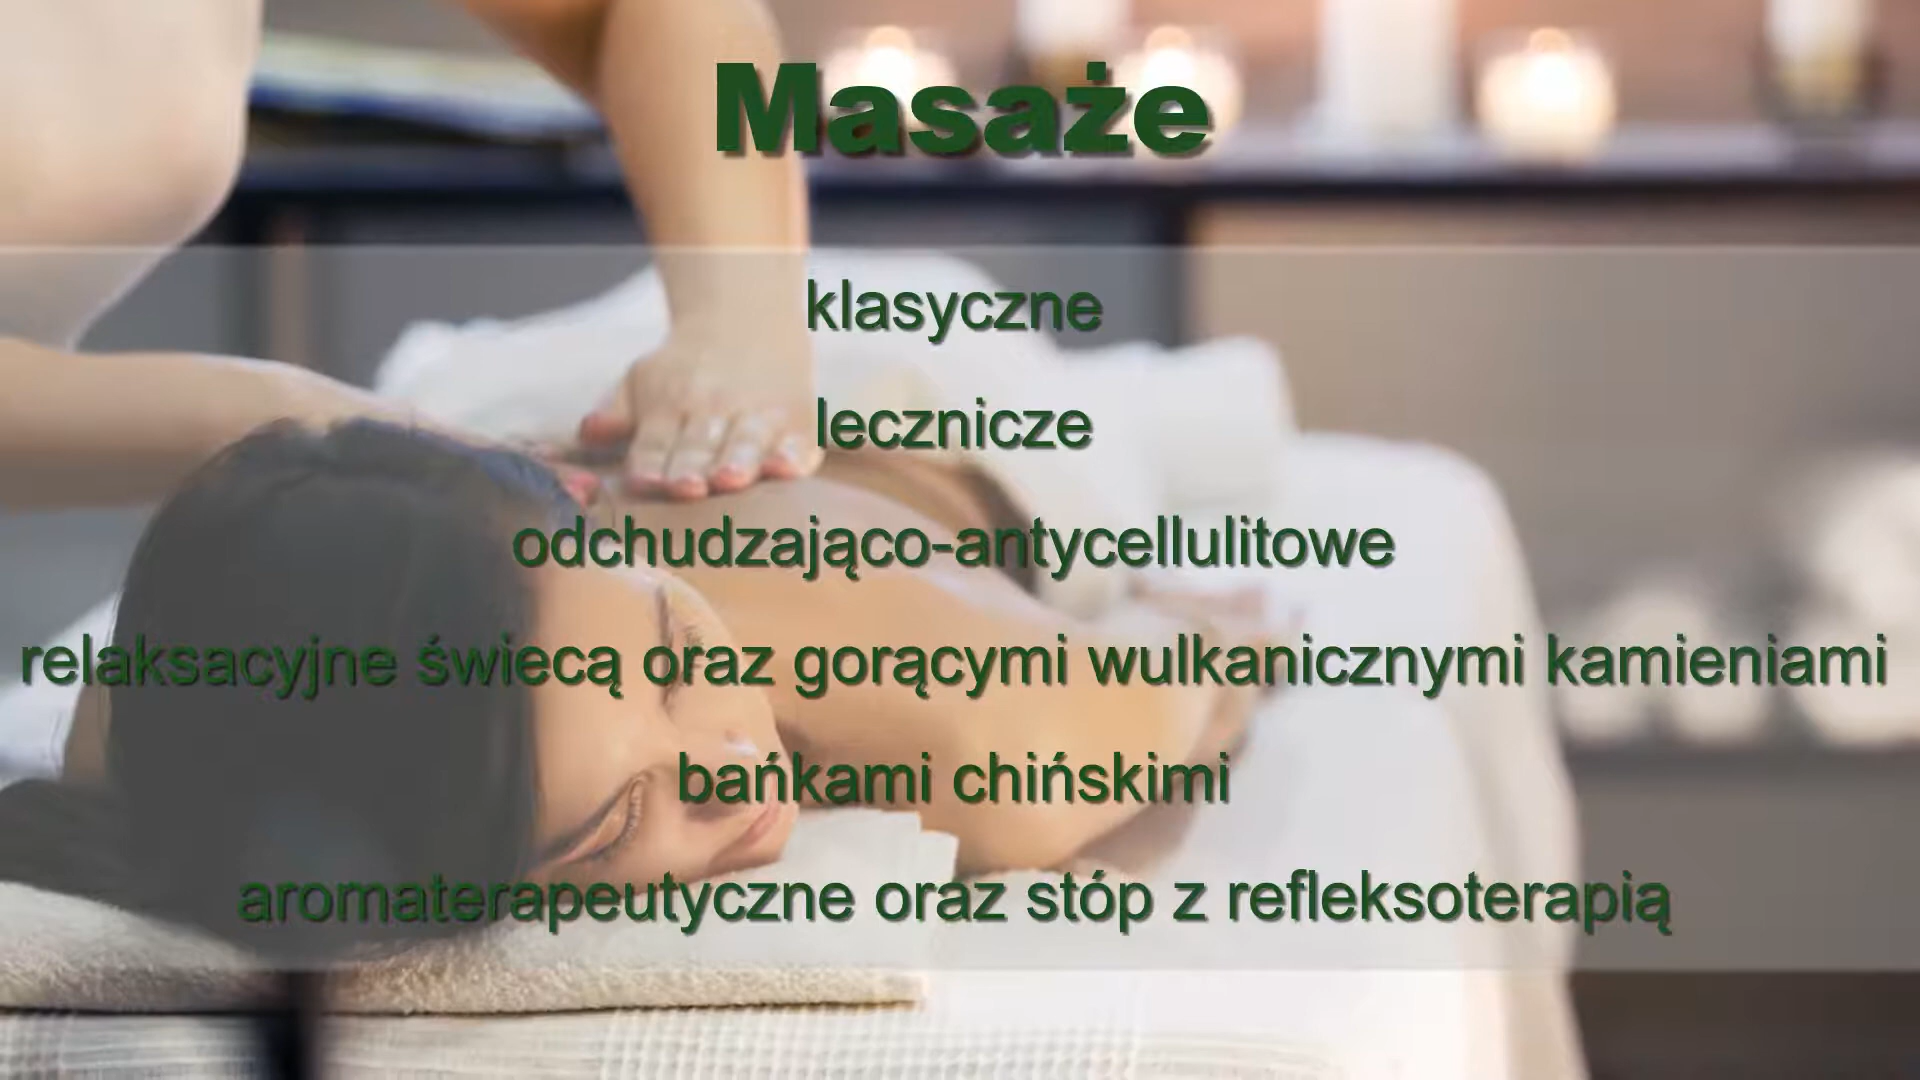 Masaże
klasyczne
lecznicze
odchudzająco-antycellulitowe
relaksacyjne świecą oraz gorącymi wulkanicznymi kamieniami
bańkami chińskimi
aromaterapeutyczne oraz stóp z refleksoterapią